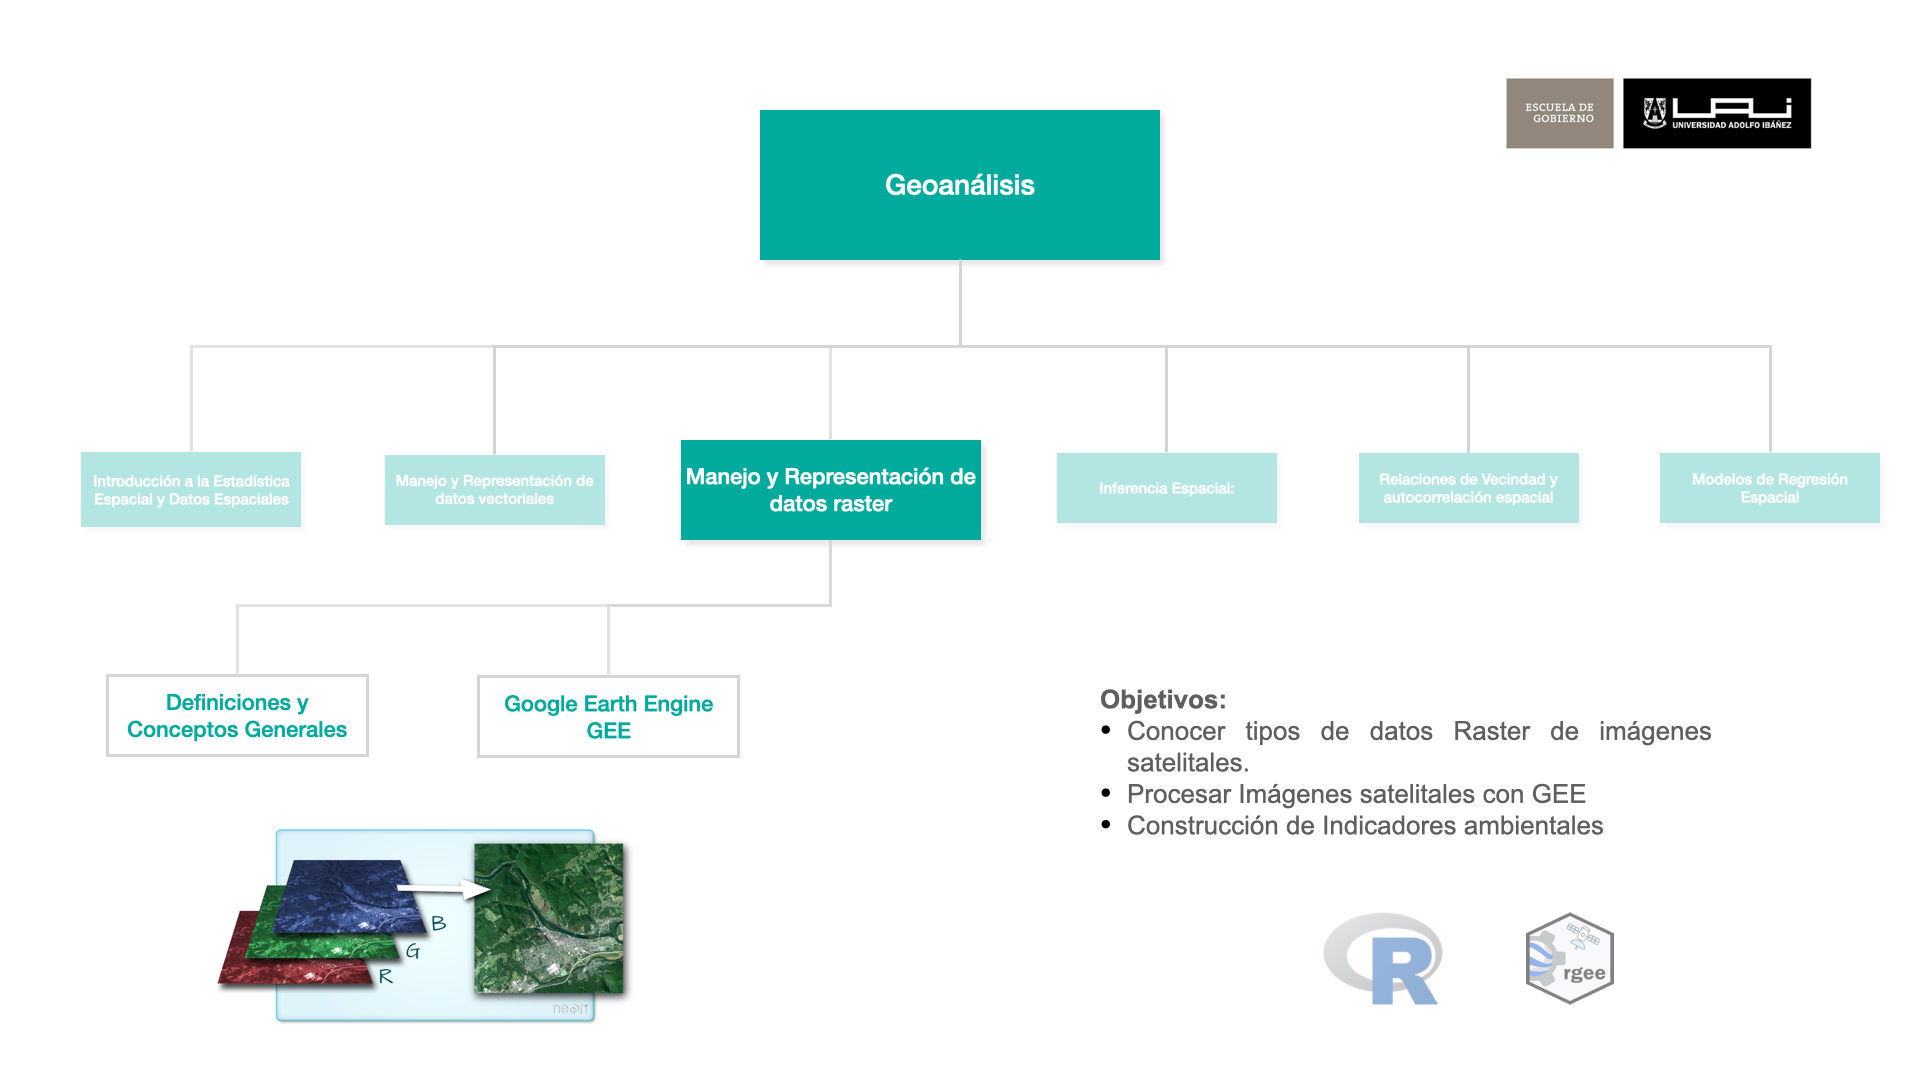 ESCUELA DE
GOBIERNO
UAI
UNIVERSIDAD ADOLFO IBÁÑEZ
Geoanálisis
Introducción a la Estadística
Espacial y Datos Espaciales
Manejo y Representación de
datos vectoriales
Manejo y Representación de
datos raster
Inferencia Espacial:
Relaciones de Vecindad y
autocorrelación espacial
Modelos de Regresión
Espacial
Definiciones y
Conceptos Generales
Google Earth Engine
GEE
Objetivos:
• Conocer tipos de datos Raster de imágenes
satelitales.
• Procesar Imágenes satelitales con GEE
• Construcción de Indicadores ambientales
B
G
R
neon
R
rgee